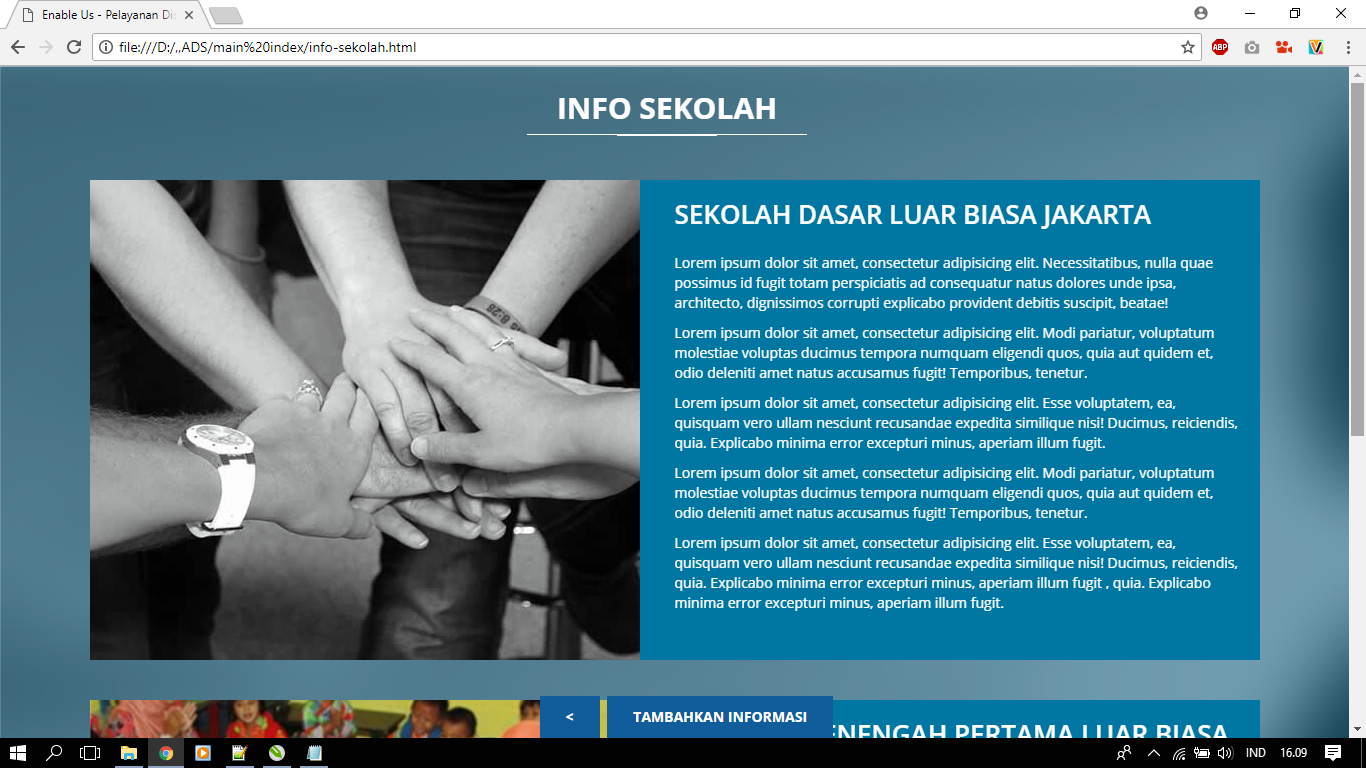 Enable Us - Pelayanan Dis
file:///D:/,,ADS/main%20index/info-sekolah.html
ABP
INFO SEKOLAH
SEKOLAH DASAR LUAR BIASA JAKARTA
Lorem ipsum dolor sit amet, consectetur adipisicing elit. Necessitatibus, nulla quae
possimus id fugit totam perspiciatis ad consequatur natus dolores unde ipsa,
architecto, dignissimos corrupti explicabo provident debitis suscipit, beatae!
Lorem ipsum dolor sit amet, consectetur adipisicing elit. Modi pariatur, voluptatum
molestiae voluptas ducimus tempora numquam eligendi quos, quia aut quidem et,
odio deleniti amet natus accusamus fugit! Temporibus, tenetur.
Lorem ipsum dolor sit amet, consectetur adipisicing elit. Esse voluptatem, ea,
quisquam vero ullam nesciunt recusandae expedita similique nisi! Ducimus, reiciendis,
quia. Explicabo minima error excepturi minus, aperiam illum fugit.
Lorem ipsum dolor sit amet, consectetur adipisicing elit. Modi pariatur, voluptatum
molestiae voluptas ducimus tempora numquam eligendi quos, quia aut quidem et,
odio deleniti amet natus accusamus fugit! Temporibus, tenetur.
Lorem ipsum dolor sit amet, consectetur adipisicing elit. Esse voluptatem, ea,
quisquam vero ullam nesciunt recusandae expedita similique nisi! Ducimus, reiciendis,
quia. Explicabo minima error excepturi minus, aperiam illum fugit , quia. Explicabo
minima error excepturi minus, aperiam illum fugit.
< TAMBAHKAN INFORMASI
ENENGAH PERTAMA LUAR BIASA
IND 16.09